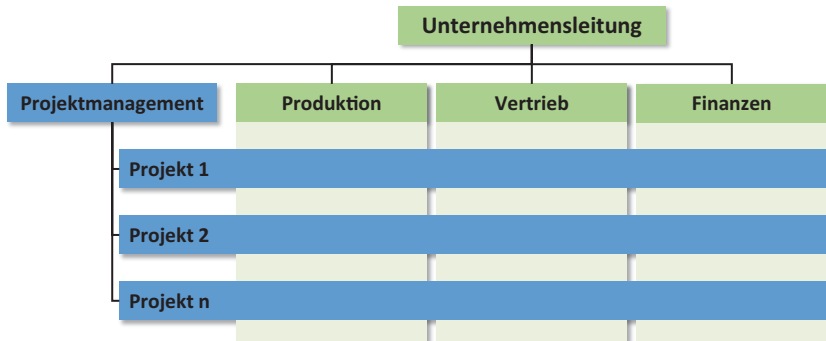 Unternehmensleitung
Projektmanagement
Produktion
Vertrieb
Finanzen
Projekt 1
Projekt 2
Projekt n